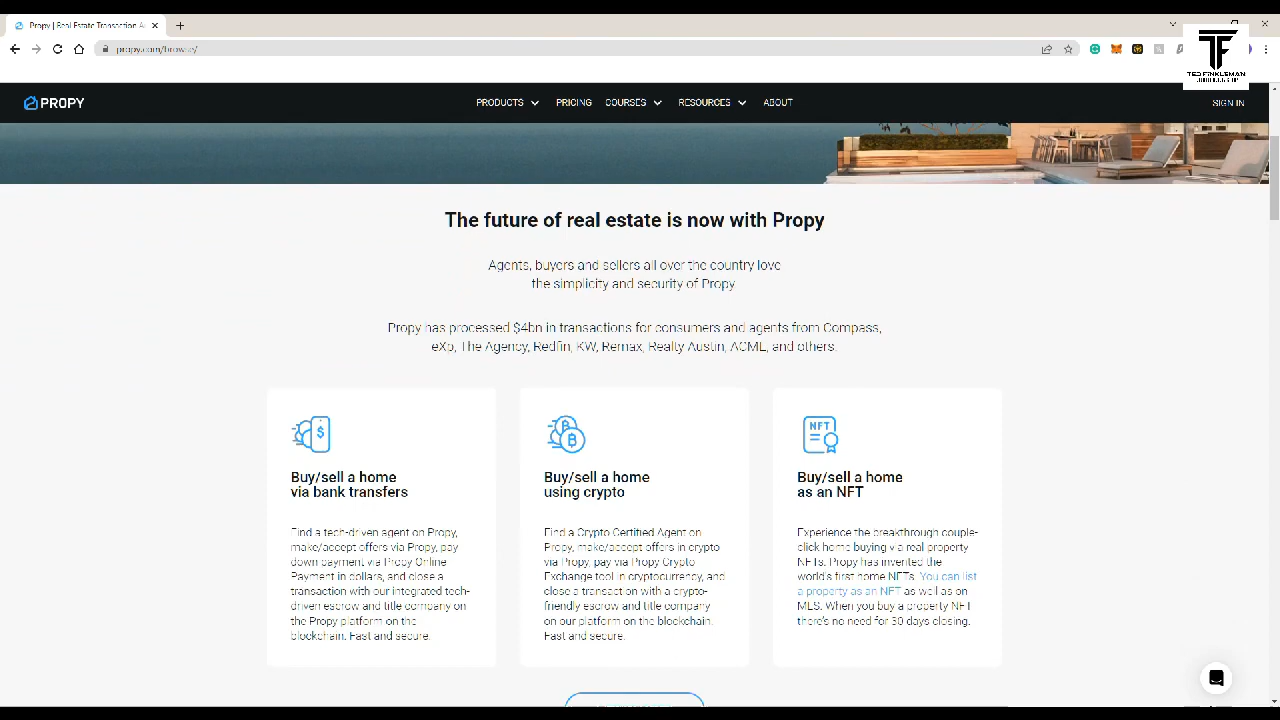 Propy | Real Estate Transaction A
propy.com/browse/
TED FINKLEMAN
PROPY
PRODUCTS
PRICING
COURSES
RESOURCES
ABOUT
SIGN IN
The future of real estate is now with Propy
Agents, buyers and sellers all over the country love
the simplicity and security of Propy
Propy has processed $4bn in transactions for consumers and agents from Compass,
eXp, The Agency, Redfin, KW, Remax, Realty Austin, ACME, and others.
Buy/sell a home
via bank transfers
Find a tech-driven agent on Propy,
make/accept offers via Propy, pay
down payment via Propy Online
Payment in dollars, and close a
transaction with our integrated tech-
driven escrow and title company on
the Propy platform on the
blockchain. Fast and secure.
Buy/sell a home
using crypto
Find a Crypto Certified Agent on
Propy, make/accept offers in crypto
via Propy, pay via Propy Crypto
Exchange tool in cryptocurrency, and
close a transaction with a crypto-
friendly escrow and title company
on our platform on the blockchain.
Fast and secure.
NFT
Buy/sell a home
as an NFT
Experience the breakthrough couple-
click home buying via real property
NFTs. Propy has invented the
world's first home NFTs. You can list
a property as an NFT as well as on
MLS. When you buy a property NFT
there's no need for 30 days closing.